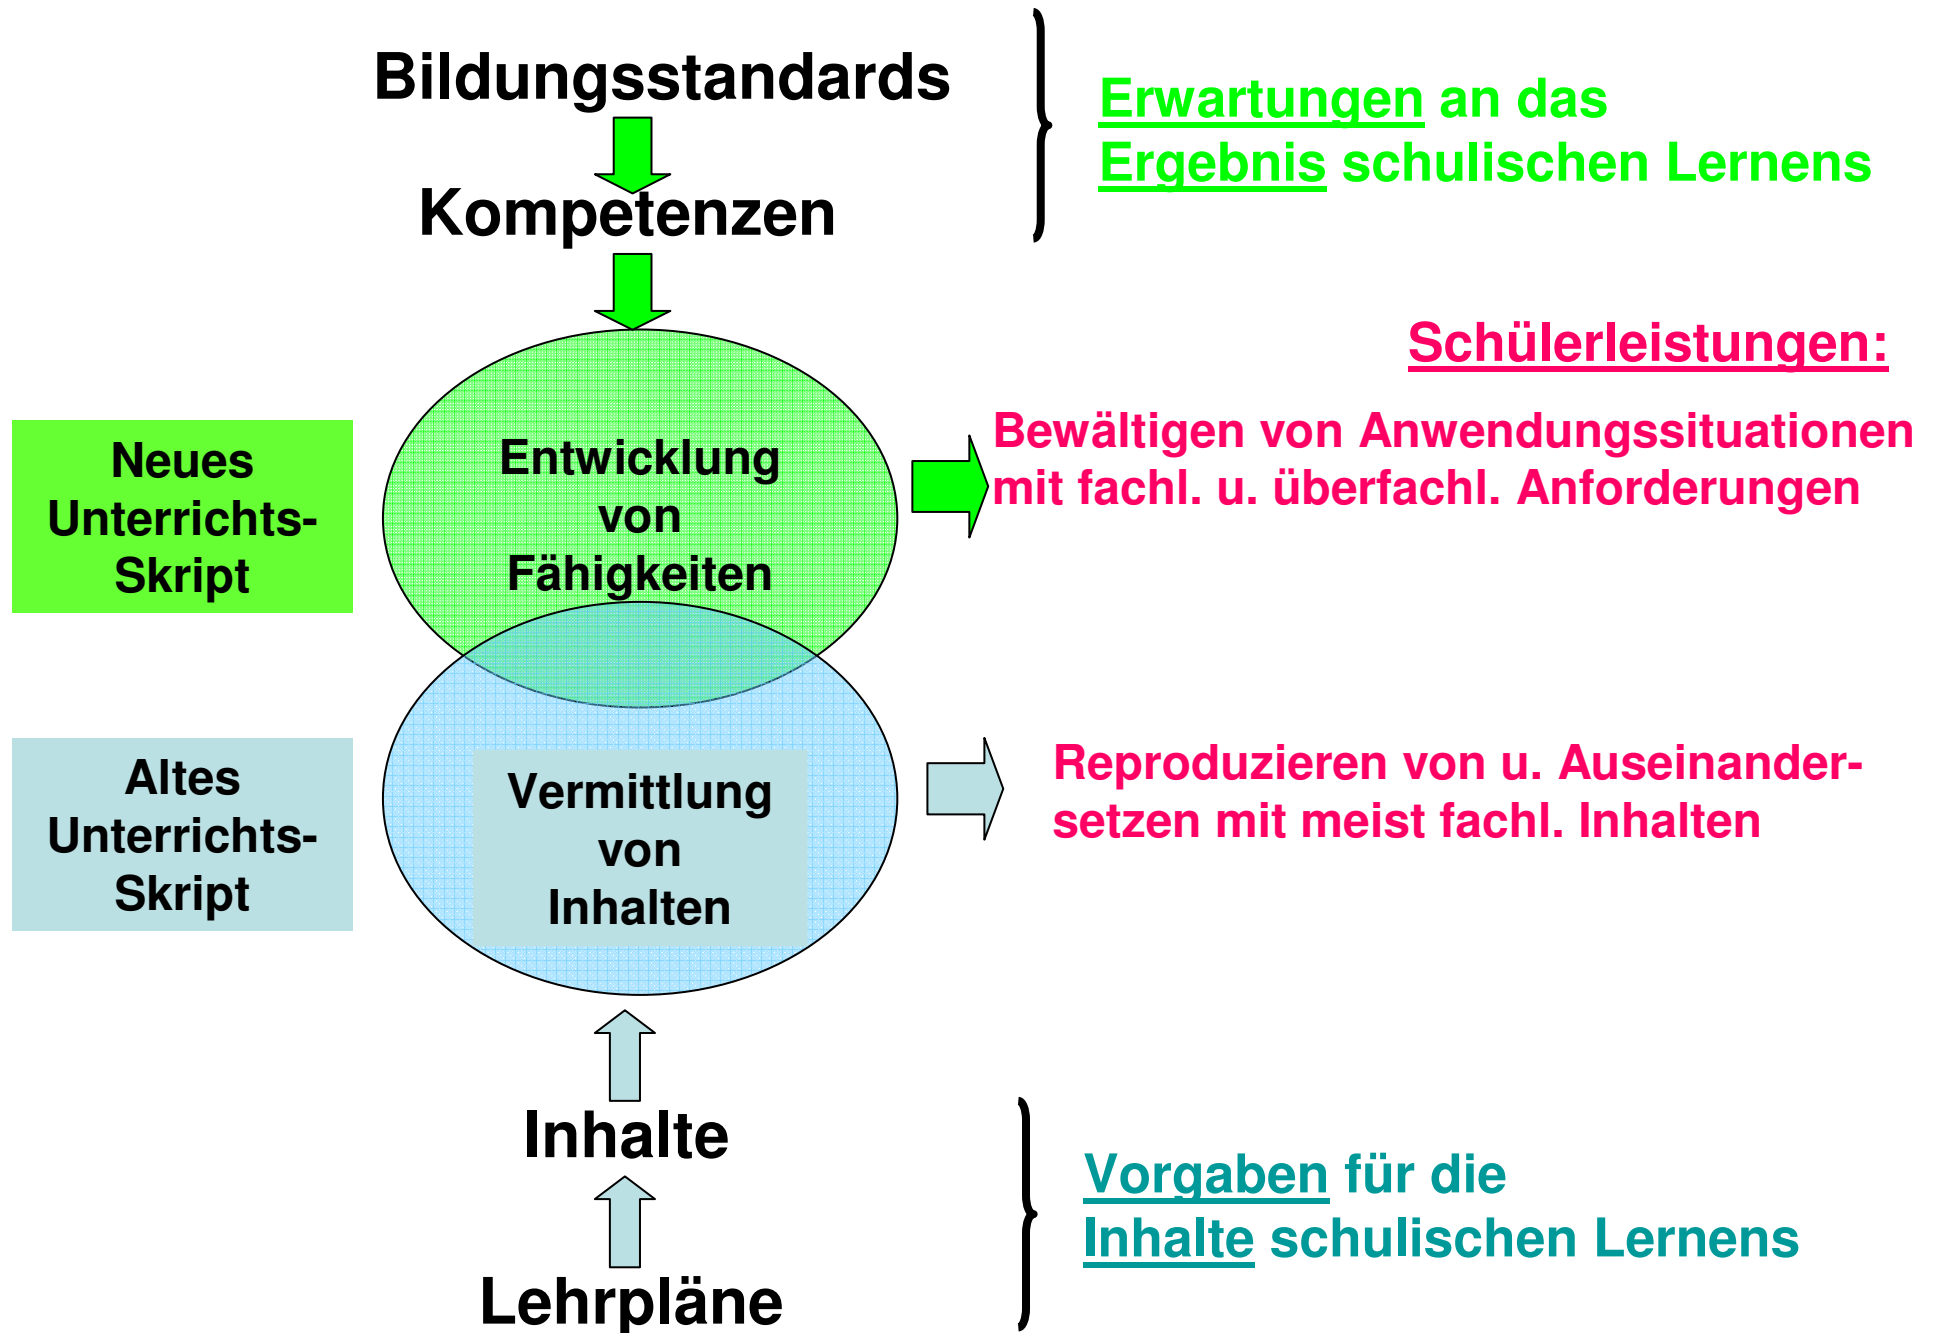 Bildungsstandards
Erwartungen an das
Ergebnis schulischen Lernens
Kompetenzen
Schülerleistungen:
Neues
Unterrichts-
Skript
Entwicklung
von
Fähigkeiten
Bewältigen von Anwendungssituationen
mit fachl. u. überfachl. Anforderungen
Altes
Unterrichts-
Skript
Vermittlung
von
Inhalten
Reproduzieren von u. Auseinander-
setzen mit meist fachl. Inhalten
Inhalte
Vorgaben für die
Inhalte schulischen Lernens
Lehrpläne